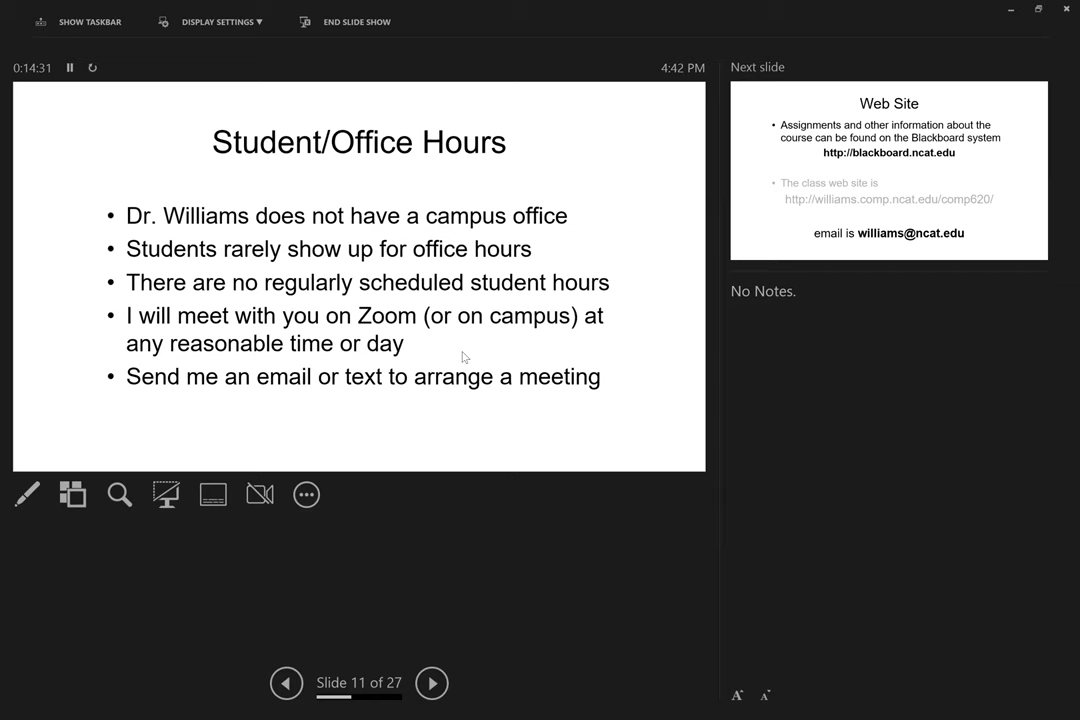 SHOW TASKBAR
DISPLAY SETTINGS ▼
END SLIDE SHOW
0:14:31
4:42 PM
Student/Office Hours
• Dr. Williams does not have a campus office
• Students rarely show up for office hours
• There are no regularly scheduled student hours
• I will meet with you on Zoom (or on campus) at
any reasonable time or day
• Send me an email or text to arrange a meeting
Slide 11 of 27
Next slide
Web Site
• Assignments and other information about the
course can be found on the Blackboard system
http://blackboard.ncat.edu
• The class web site is
http://williams.comp.ncat.edu/comp620/
email is williams@ncat.edu
No Notes.
A A